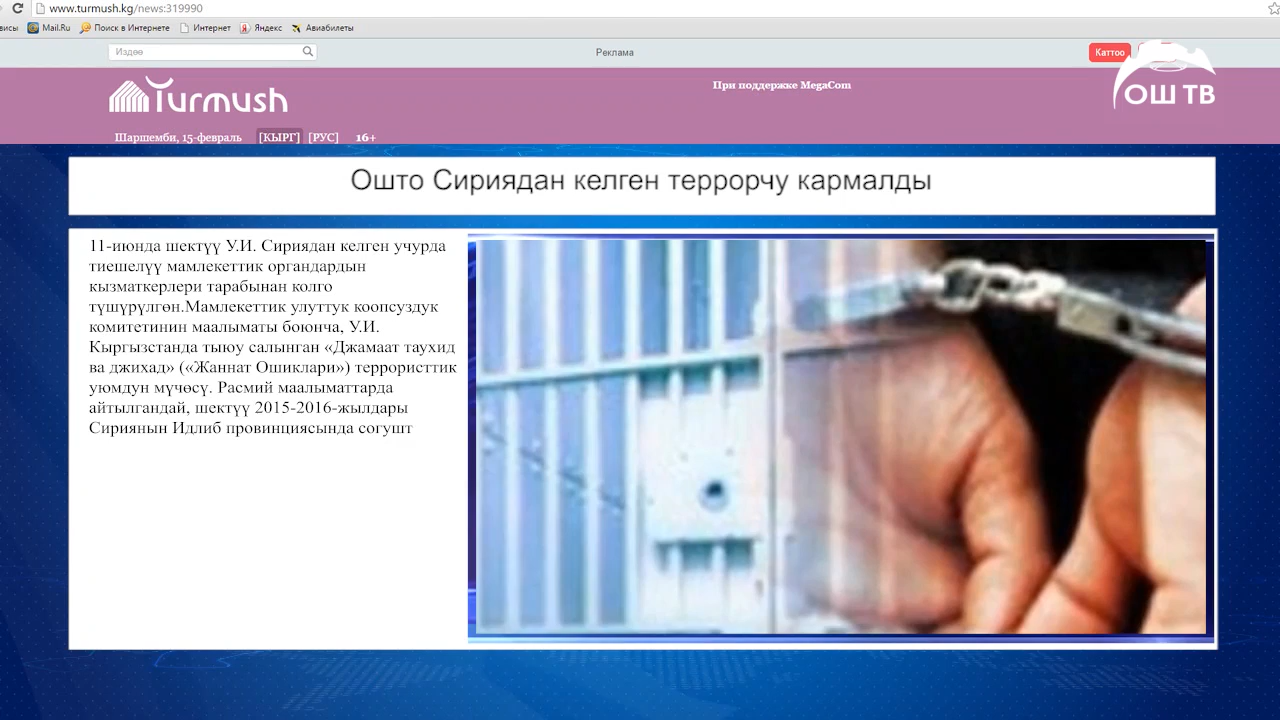 www.turmush.kg/news:319990
висы Mail.Ru Поиск в Интернете Интернет Яндекс Авиабилеты
Издөө Реклама Каттоо
Turmush При поддержке MegaCom ОШ ТВ
Шаршемби, 15-февраль [КЫРГ] [РУС] 16+
Ошто Сириядан келген террорчу кармалды
11-июнда шектүү У.И. Сириядан келген учурда
тиешелүү мамлекеттик органдардын
кызматкерлери тарабынан колго
түшүрүлгөн.Мамлекеттик улуттук коопсуздук
комитетинин маалыматы боюнча, У.И.
Кыргызстанда тыюу салынган «Джамаат таухид
ва джихад» («Жаннат Ошиклари») террористтик
уюмдун мүчөсү. Расмий маалыматтарда
айтылгандай, шектүү 2015-2016-жылдары
Сириянын Идлиб провинциясында согушт